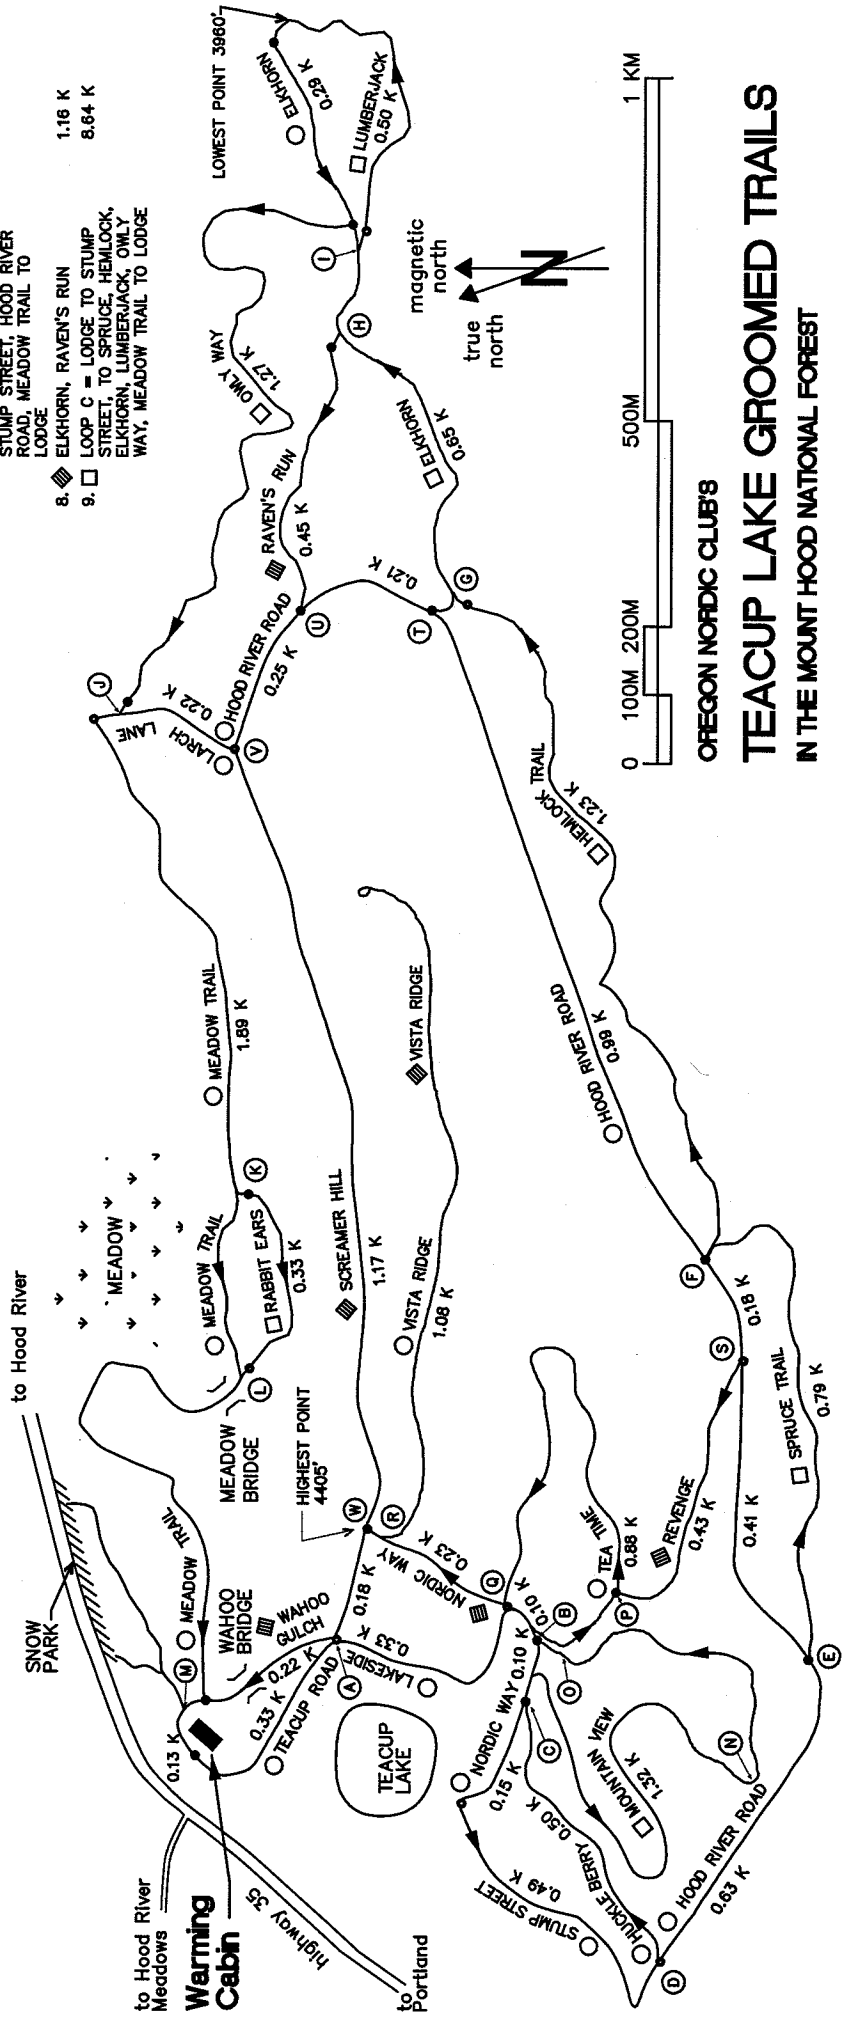 STUMP STREET, HOOD RIVER
ROAD, MEADOW TRAIL TO
LODGE
8. ELKHORN, RAVEN'S RUN 1.16 K
9. LOOP C = LODGE TO STUMP 8.64 K
STREET, TO SPRUCE, HEMLOCK,
ELKHORN, LUMBERJACK, OWLY
WAY, MEADOW TRAIL TO LODGE
to Hood River
SNOW
PARK
to Hood River
Meadows
Warming
Cabin
highway 35
to
Portland
MEADOW
MEADOW TRAIL
M
0.13 K
WAHOO
BRIDGE
WAHOO
GULCH
0.22 K
0.33 K
TEACUP ROAD
A
LAKESIDE
0.33 K
TEACUP
LAKE
0.18 K
MEADOW
BRIDGE
L
MEADOW TRAIL
RABBIT EARS
0.33 K
K
MEADOW TRAIL
1.89 K
HIGHEST POINT
4405'
W
R
SCREAMER HILL
1.17 K
VISTA RIDGE
1.08 K
VISTA RIDGE
J
LARCH LANE
0.22 K
V
HOOD RIVER ROAD
0.25 K
U
OWLY WAY
1.27 K
RAVEN'S RUN
0.45 K
0.21 K
T
G
ELKHORN
0.65 K
H
I
LOWEST POINT 3960'
ELKHORN
0.29 K
LUMBERJACK
0.50 K
magnetic
north
true
north
N
NORDIC WAY
0.23 K
Q
0.10 K
B
NORDIC WAY 0.10 K
0.15 K
C
O
P
TEA TIME
0.88 K
REVENGE
0.43 K
S
0.18 K
F
0.41 K
SPRUCE TRAIL
0.79 K
E
HOOD RIVER ROAD
0.99 K
HEMLOCK TRAIL
1.23 K
STUMP STREET
0.49 K
HUCKLE BERRY 0.50 K
MOUNTAIN VIEW
1.32 K
N
D
HOOD RIVER ROAD
0.63 K
0 100M 200M 500M 1 KM
OREGON NORDIC CLUB'S
TEACUP LAKE GROOMED TRAILS
IN THE MOUNT HOOD NATIONAL FOREST